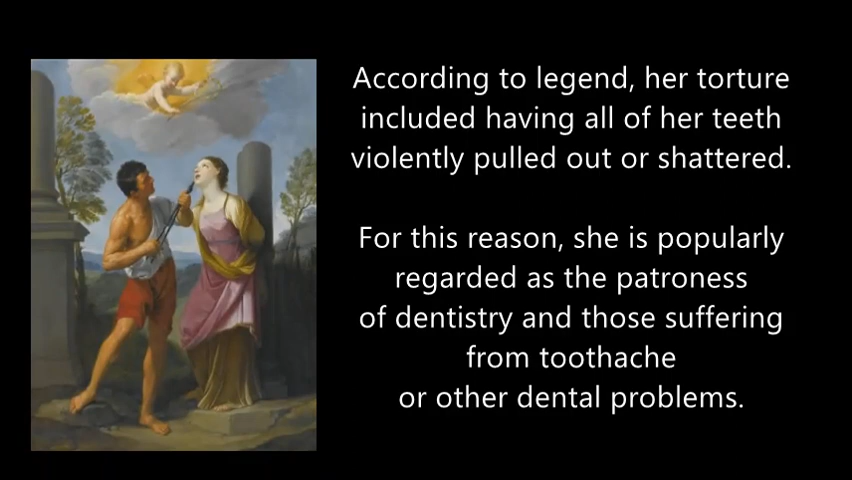 According to legend, her torture
included having all of her teeth
violently pulled out or shattered.
For this reason, she is popularly
regarded as the patroness
of dentistry and those suffering
from toothache
or other dental problems.